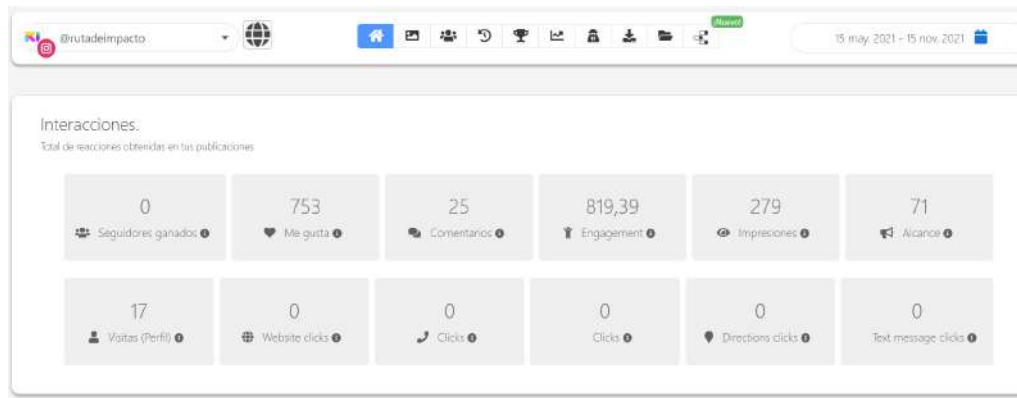 ¡Nuevo!
@rutadeimpacto
15 may. 2021 - 15 nov. 2021
Interacciones.
Total de reacciones obtenidas en tus publicaciones
0
Seguidores ganados
753
Me gusta
25
Comentarios
819,39
Engagement
279
Impresiones
71
Alcance
17
Visitas (Perfil)
0
Website clicks
0
Clicks
0
Clicks
0
Directions clicks
0
Text message clicks